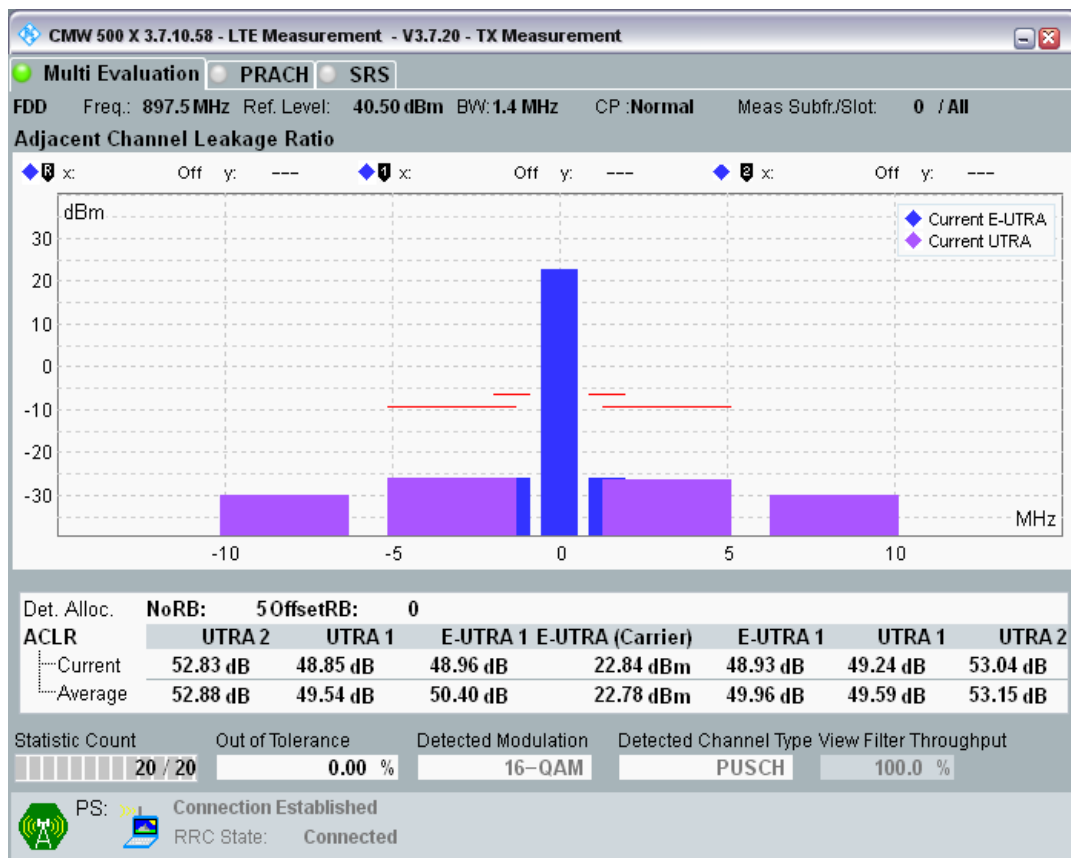 CMW 500 X 3.7.10.58 - LTE Measurement - V3.7.20 - TX Measurement
Multi Evaluation PRACH SRS
FDD Freq.: 897.5 MHz Ref. Level: 40.50 dBm BW: 1.4 MHz CP :Normal Meas Subfr./Slot: 0 / All
Adjacent Channel Leakage Ratio
R x: Off y: --- 1 x: Off y: --- 2 x: Off y: ---
dBm
Current E-UTRA
Current UTRA
30
20
10
0
-10
-20
-30
MHz
-10 -5 0 5 10
Det. Alloc. NoRB: 5 OffsetRB: 0
ACLR UTRA 2 UTRA 1 E-UTRA 1 E-UTRA (Carrier) E-UTRA 1 UTRA 1 UTRA 2
Current 52.83 dB 48.85 dB 48.96 dB 22.84 dBm 48.93 dB 49.24 dB 53.04 dB
Average 52.88 dB 49.54 dB 50.40 dB 22.78 dBm 49.96 dB 49.59 dB 53.15 dB
Statistic Count Out of Tolerance Detected Modulation Detected Channel Type View Filter Throughput
20 / 20 0.00 % 16-QAM PUSCH 100.0 %
PS: Connection Established
RRC State: Connected